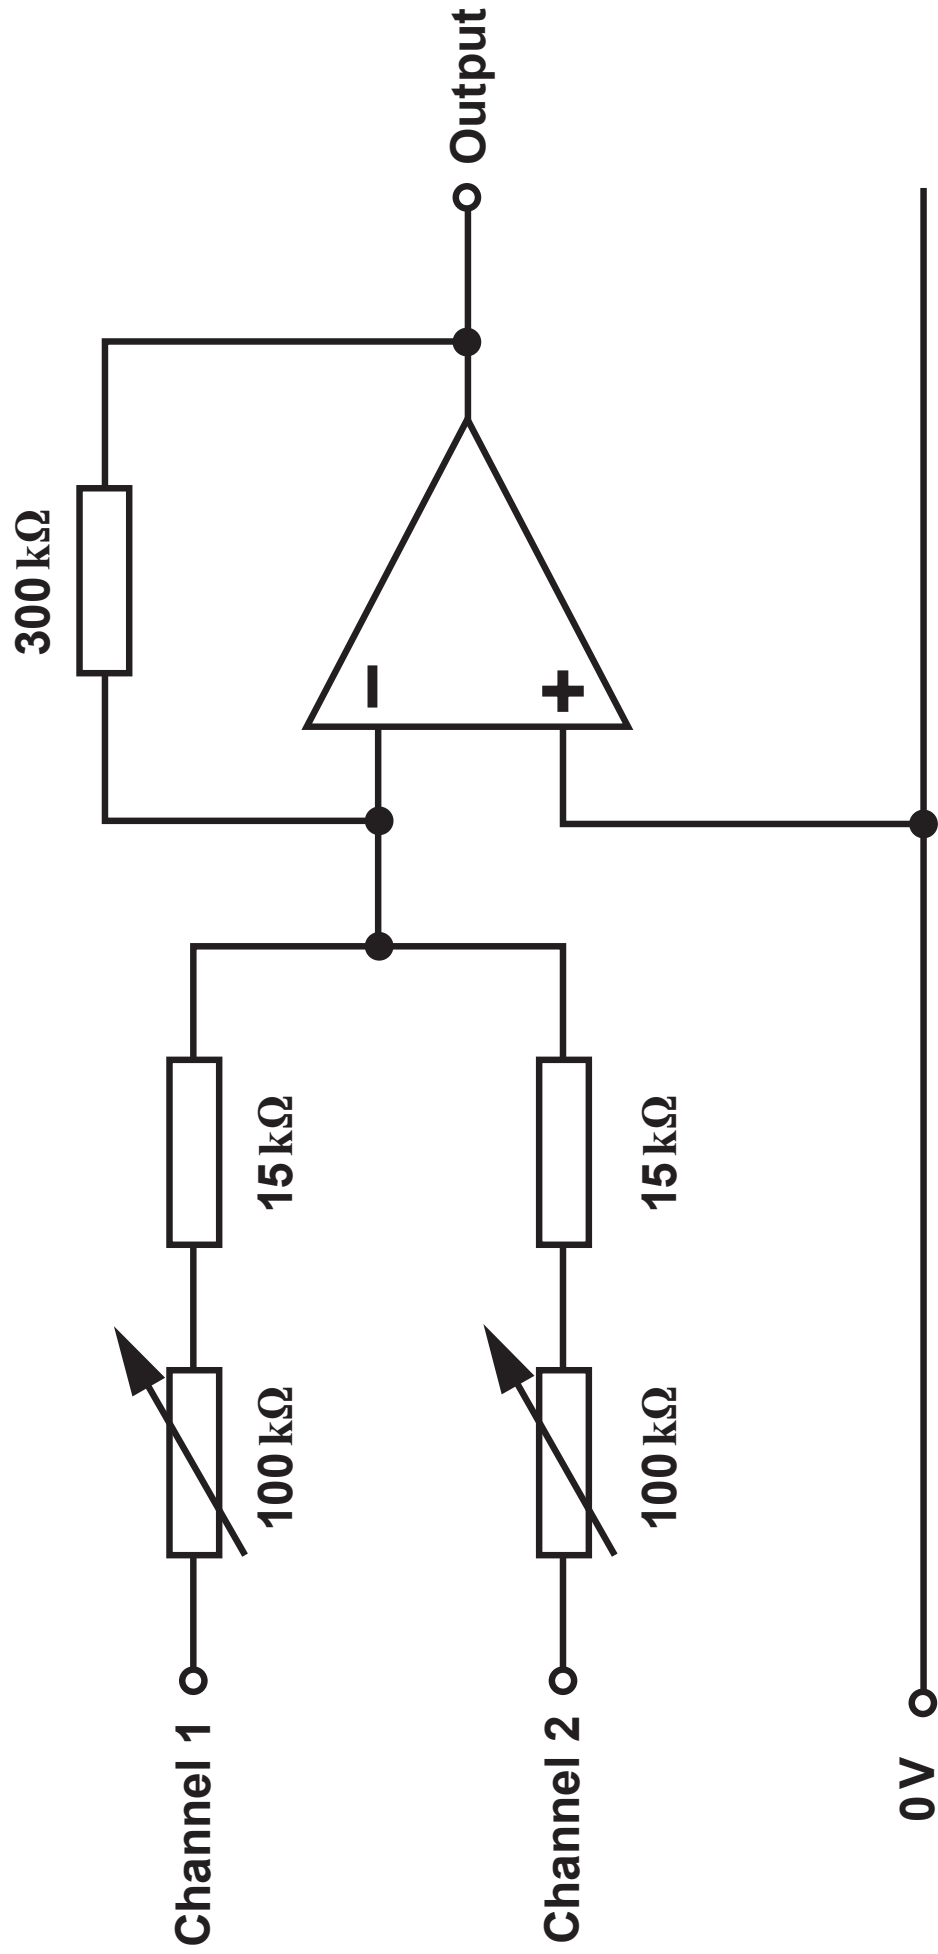 300 kΩ
Channel 1
100 kΩ
15 kΩ
−
+
Output
Channel 2
100 kΩ
15 kΩ
0 V